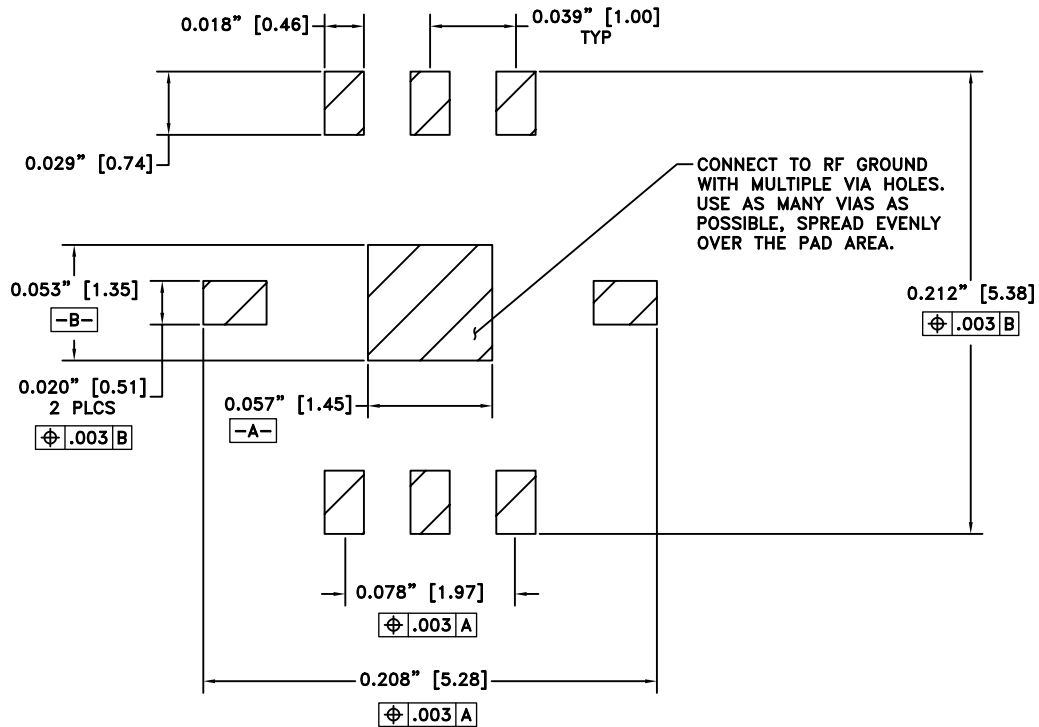 0.018" [0.46]
0.039" [1.00]
TYP
0.029" [0.74]
CONNECT TO RF GROUND
WITH MULTIPLE VIA HOLES.
USE AS MANY VIAS AS
POSSIBLE, SPREAD EVENLY
OVER THE PAD AREA.
0.053" [1.35]
-B-
0.212" [5.38]
⌖ .003 B
0.020" [0.51]
2 PLCS
⌖ .003 B
0.057" [1.45]
-A-
0.078" [1.97]
⌖ .003 A
0.208" [5.28]
⌖ .003 A